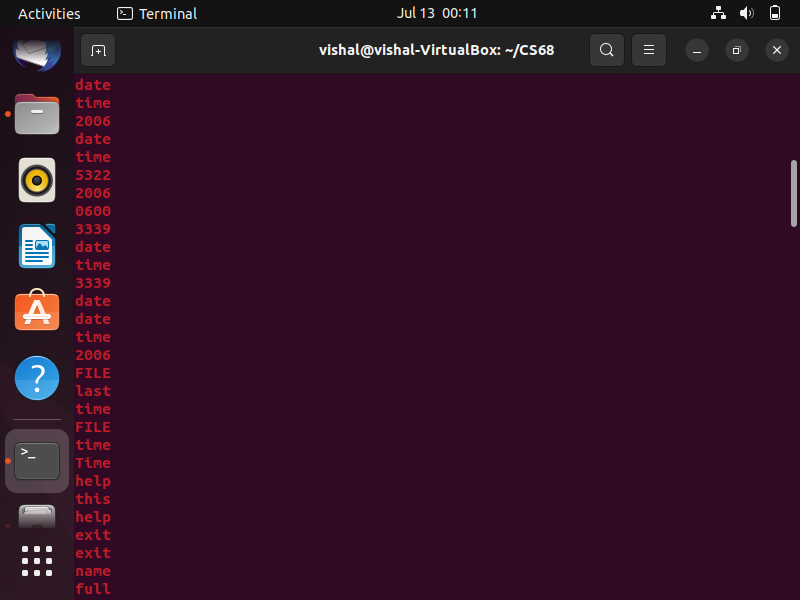 Activities Terminal Jul 13 00:11
vishal@vishal-VirtualBox: ~/CS68
date
time
2006
date
time
5322
2006
0600
3339
date
time
3339
date
date
time
2006
FILE
last
time
FILE
time
Time
help
this
help
exit
exit
name
full